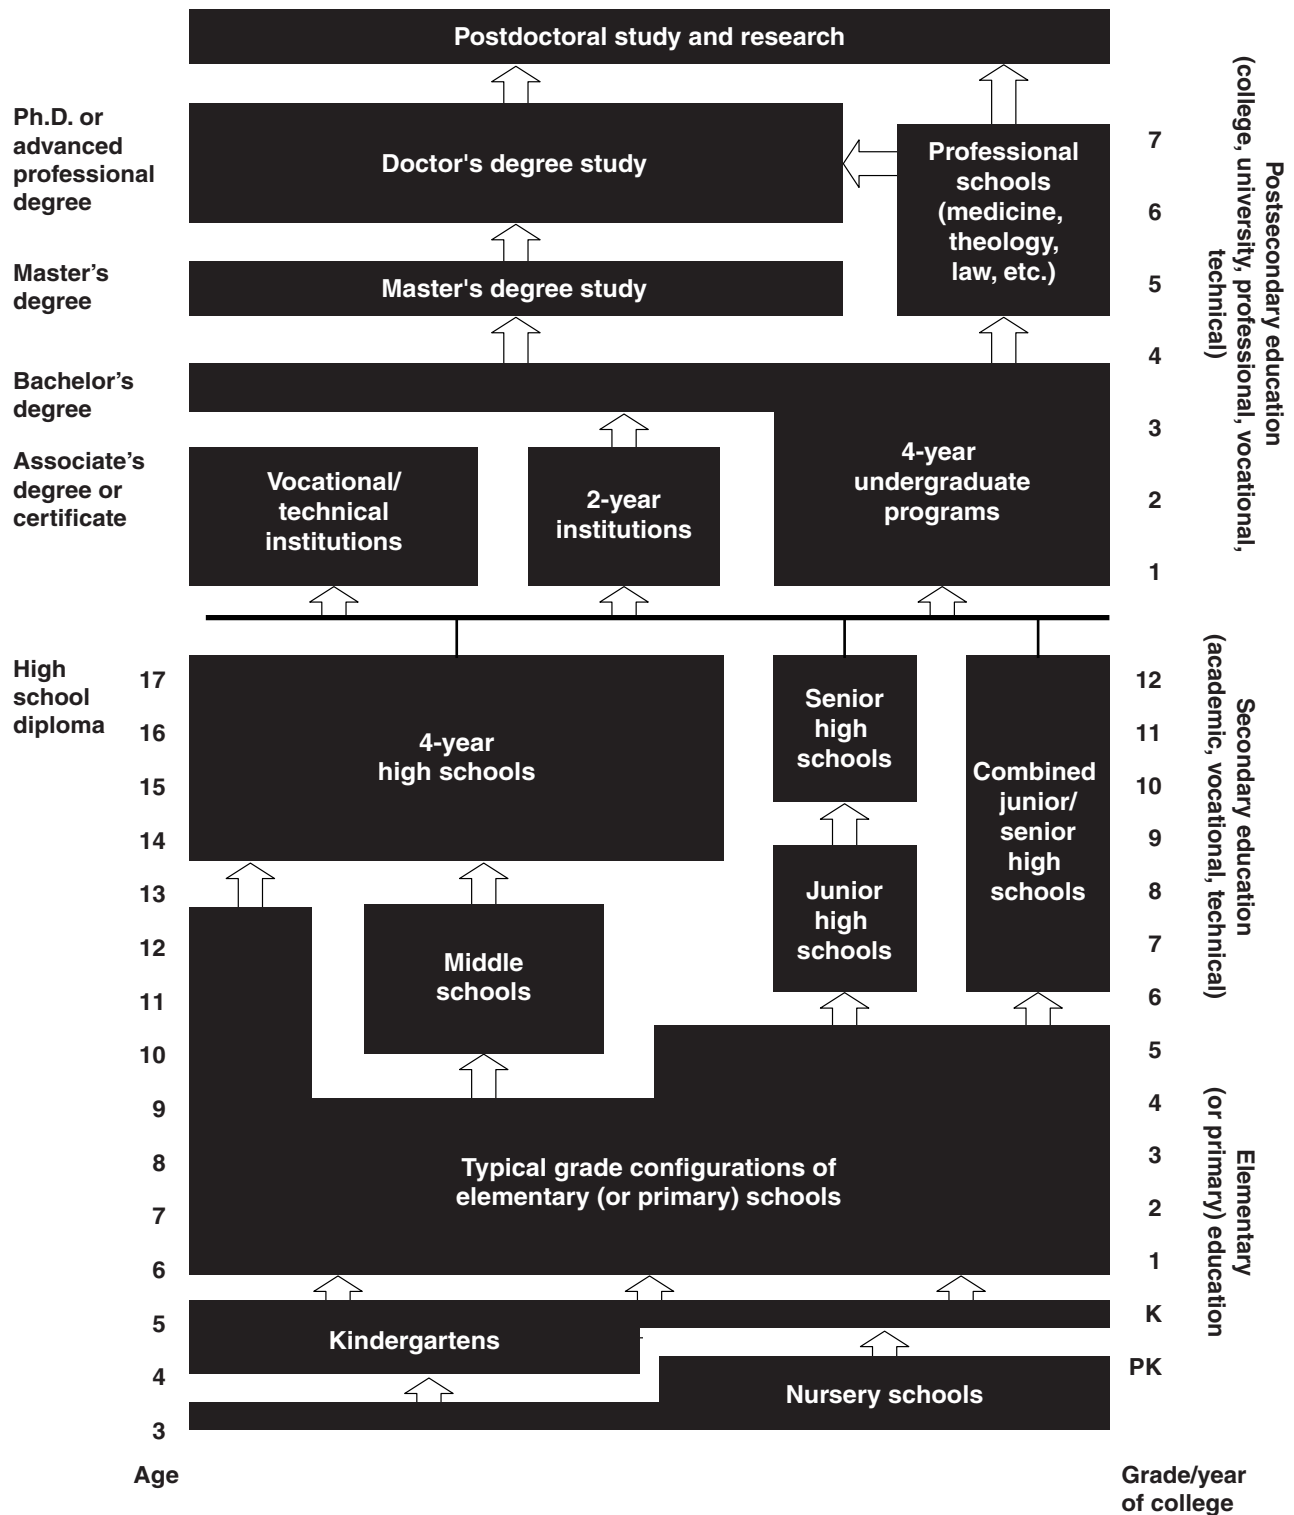 Postdoctoral study and research
Ph.D. or
advanced
professional
degree
Doctor's degree study
Professional
schools
(medicine,
theology,
law, etc.)
7
6
5
Master’s
degree
Master's degree study
4
Bachelor’s
degree
3
4-year
undergraduate
programs
Associate’s
degree or
certificate
Vocational/
technical
institutions
2-year
institutions
2
1
Postsecondary education
(college, university, professional, vocational,
technical)
High
school
diploma
17
16
15
14
13
12
11
10
9
8
7
6
5
4
3
Age
4-year
high schools
Senior
high
schools
Combined
junior/
senior
high
schools
Junior
high
schools
Middle
schools
Typical grade configurations of
elementary (or primary) schools
Kindergartens
Nursery schools
12
11
10
9
8
7
6
5
4
3
2
1
K
PK
Grade/year
of college
Secondary education
(academic, vocational, technical)
Elementary
(or primary) education